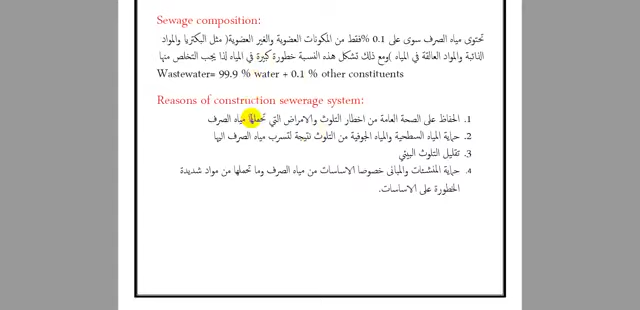 Sewage composition:
تحتوى مياه الصرف سوى على 0.1 %فقط من المكونات العضوية والغير العضوية( مثل البكتريا والمواد
الذائبة والمواد العالقة في المياه )ومع ذلك تشكل هذه النسبة خطورة كبيرة في المياه لذا يجب التخلص منها
Wastewater= 99.9 % water + 0.1 % other constituents
Reasons of construction sewerage system:
1. الحفاظ على الصحة العامة من اخطار التلوث والامراض التي تحملها مياه الصرف
2. حماية المياه السطحية والمياه الجوفية من التلوث نتيجة لتسرب مياه الصرف اليها
3. تقليل التلوث البيئي
4. حماية المنشئات والمبانى خصوصا الاساسات من مياه الصرف وما تحملها من مواد شديدة
الخطورة على الاساسات.